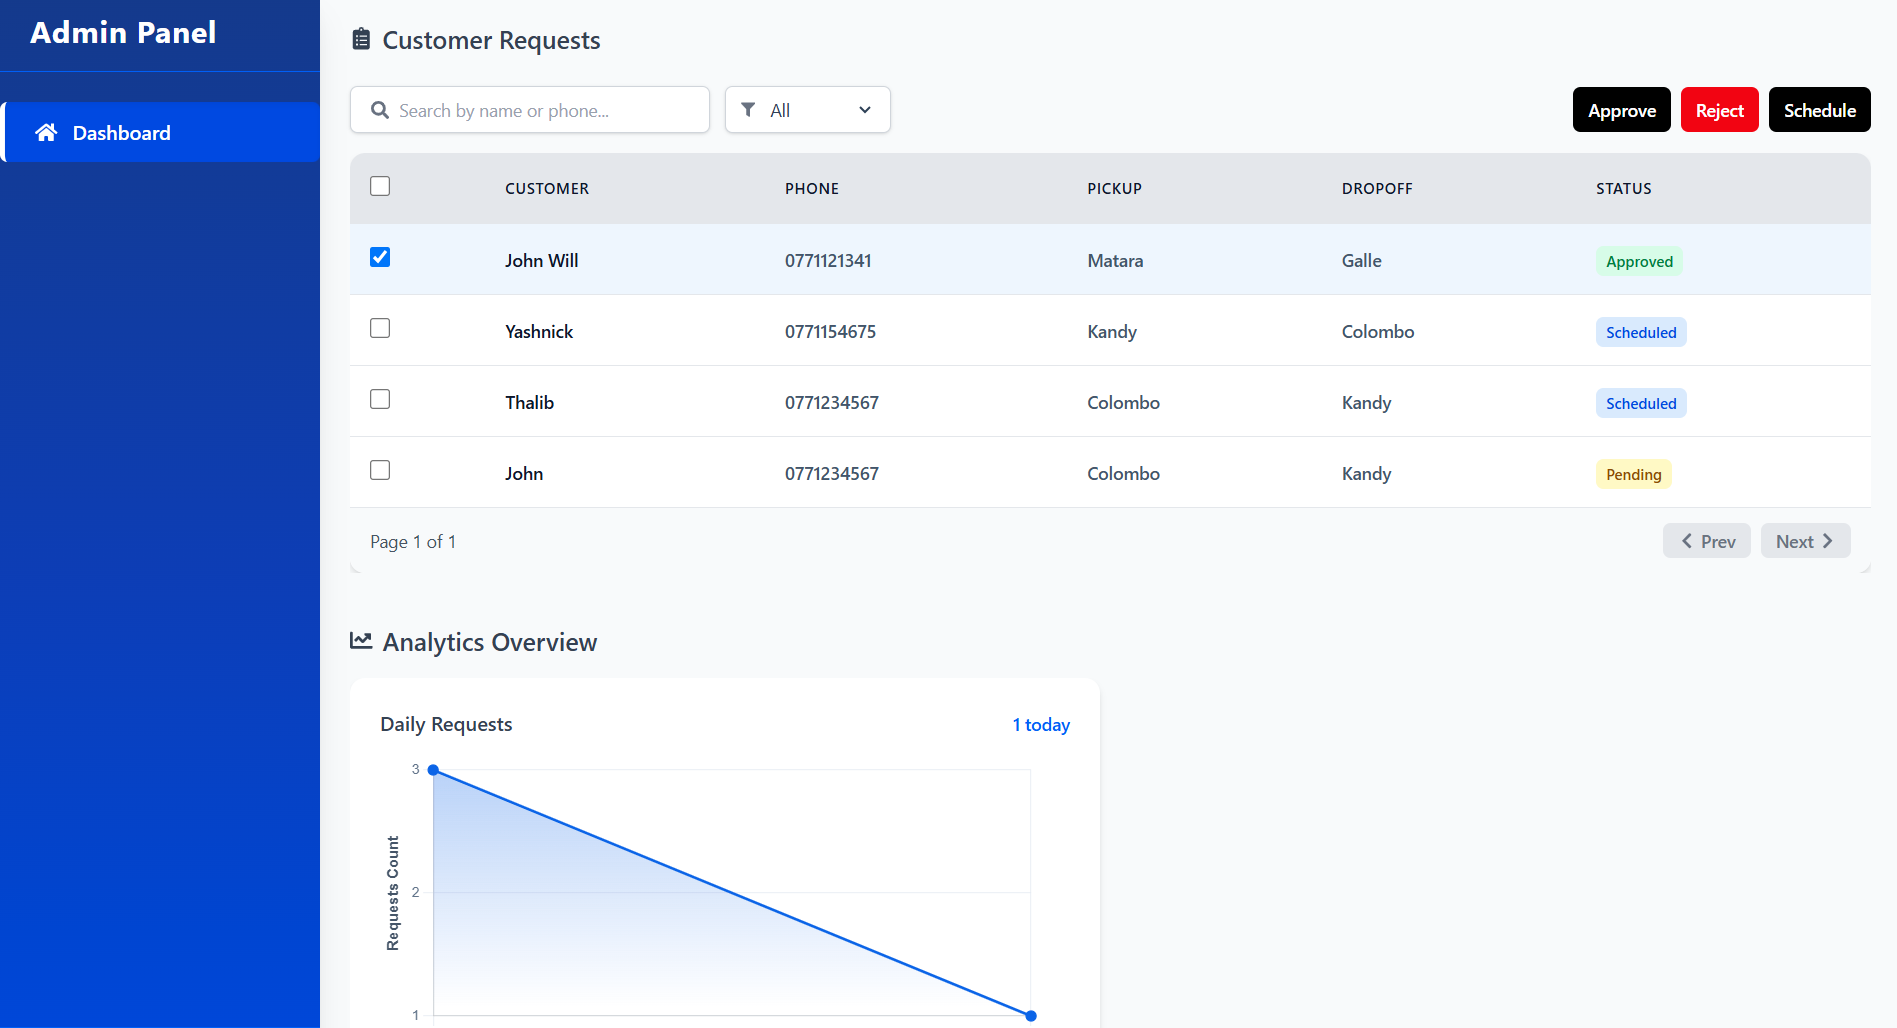 Admin Panel
Dashboard
Customer Requests
Search by name or phone...
All
Approve
Reject
Schedule
CUSTOMER PHONE PICKUP DROPOFF STATUS
John Will 0771121341 Matara Galle Approved
Yashnick 0771154675 Kandy Colombo Scheduled
Thalib 0771234567 Colombo Kandy Scheduled
John 0771234567 Colombo Kandy Pending
Page 1 of 1
Prev
Next
Analytics Overview
Daily Requests
1 today
3
2
1
Requests Count